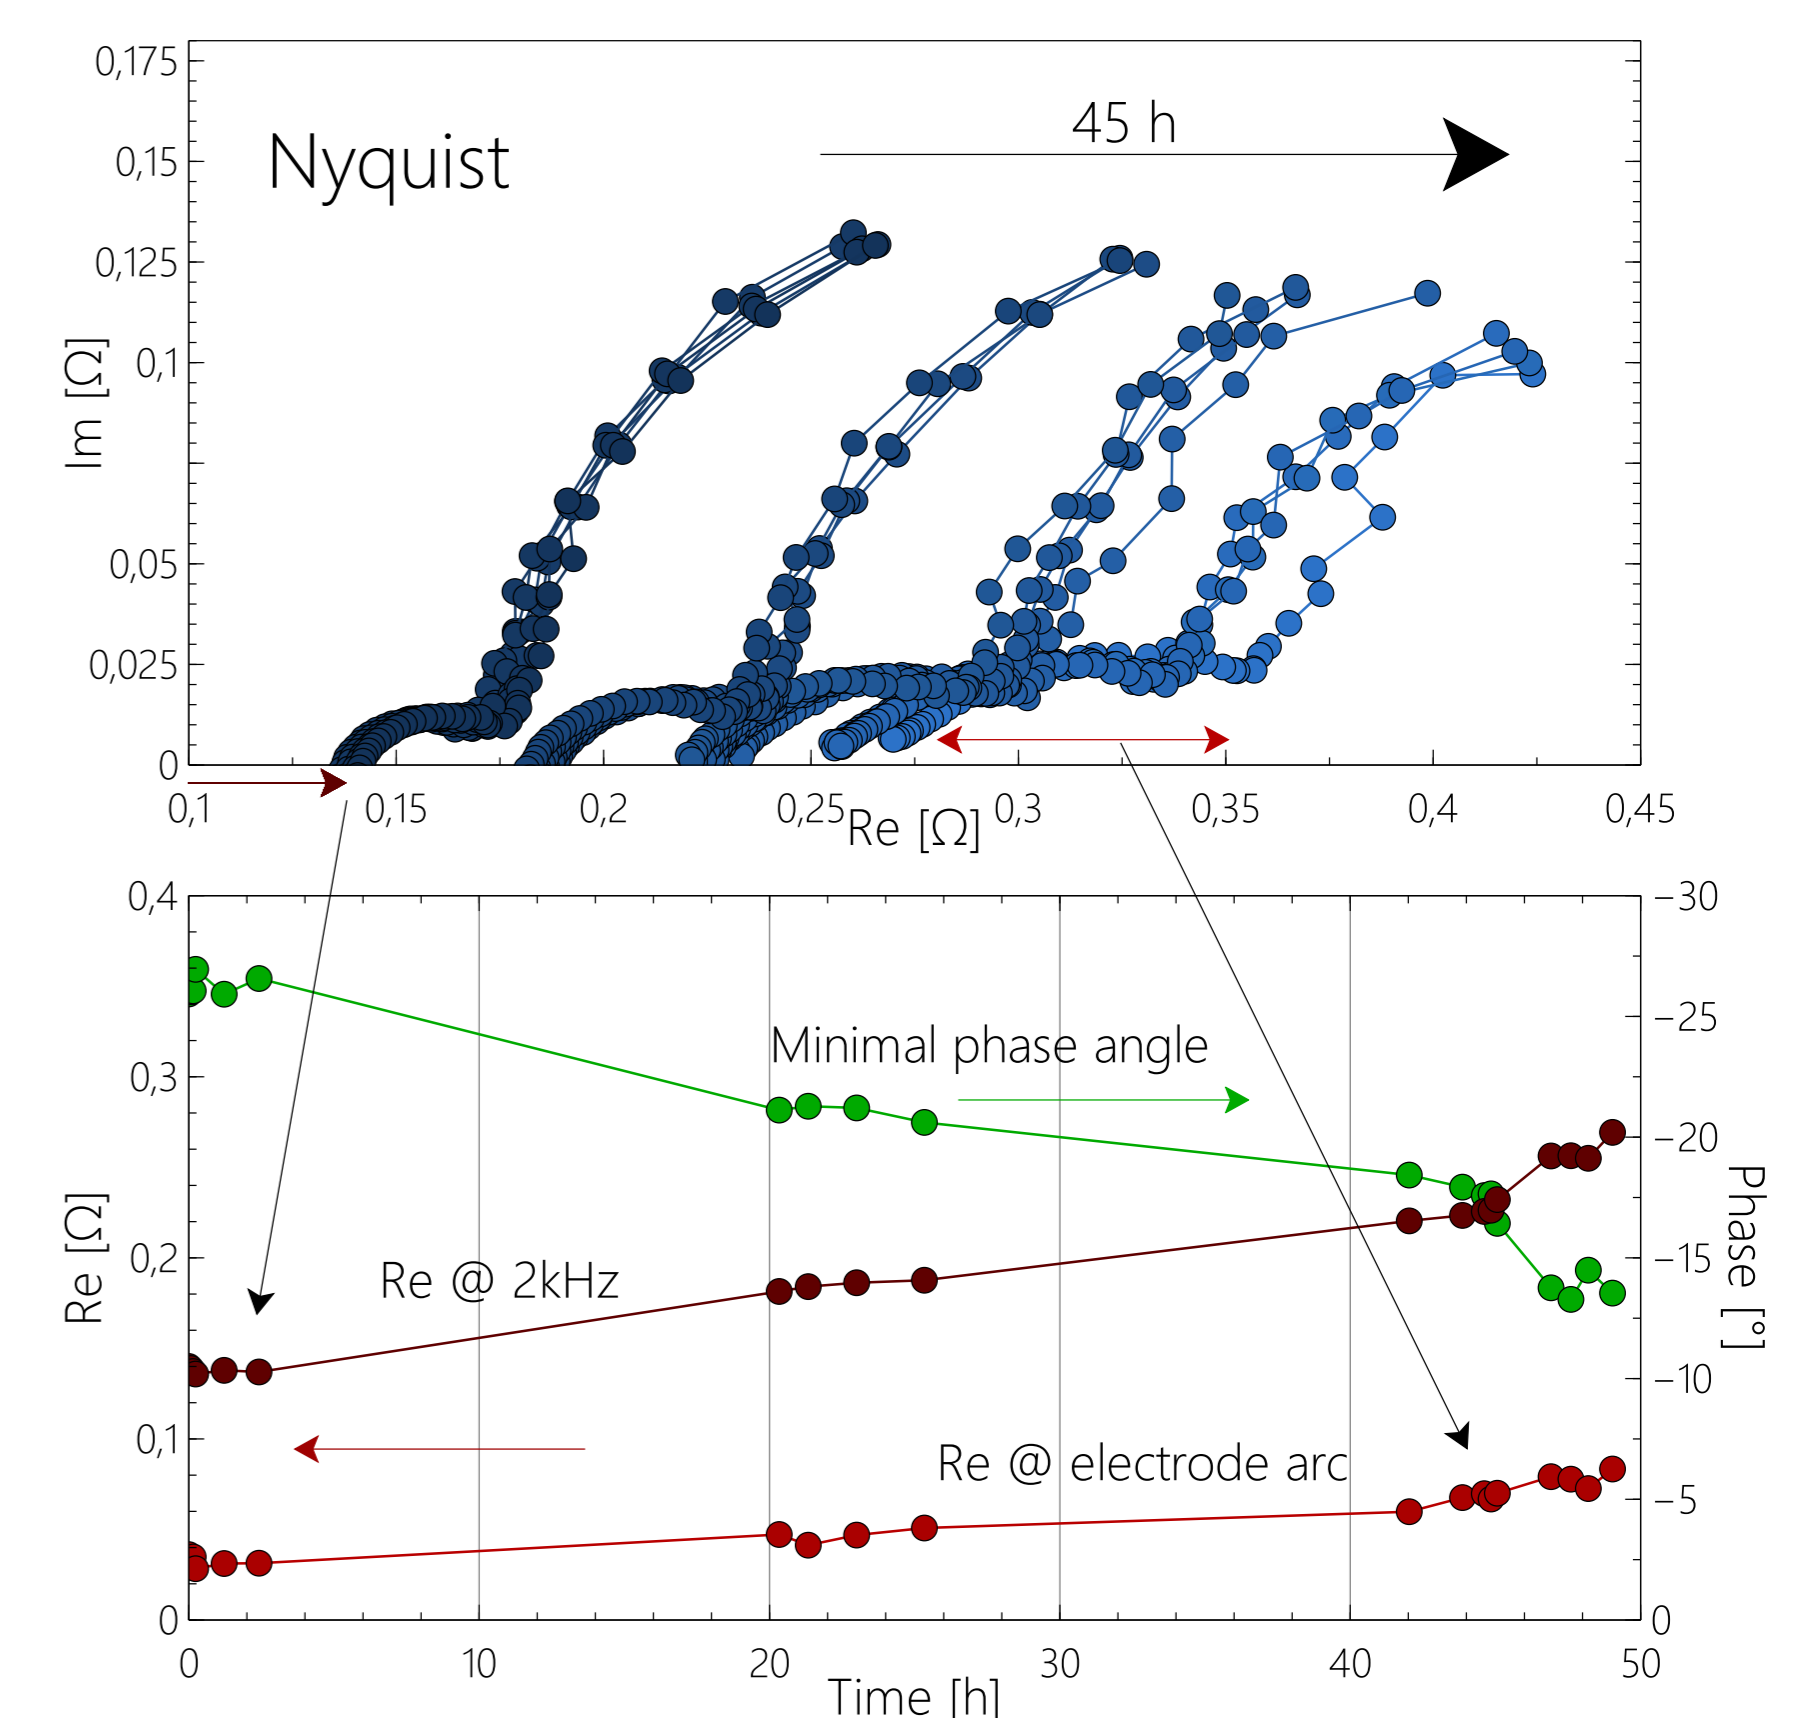 0,175
45 h
Nyquist
0,15
0,125
0,1
Im [Ω]
0,05
0,025
0
0,1 0,15 0,2 0,25 0,3 0,35 0,4 0,45
Re [Ω]
0,4 −30
−25
Minimal phase angle
0,3
−20
Re [Ω]
Phase [°]
0,2 −15
Re @ 2kHz
−10
0,1
Re @ electrode arc
−5
0 0
0 10 20 30 40 50
Time [h]